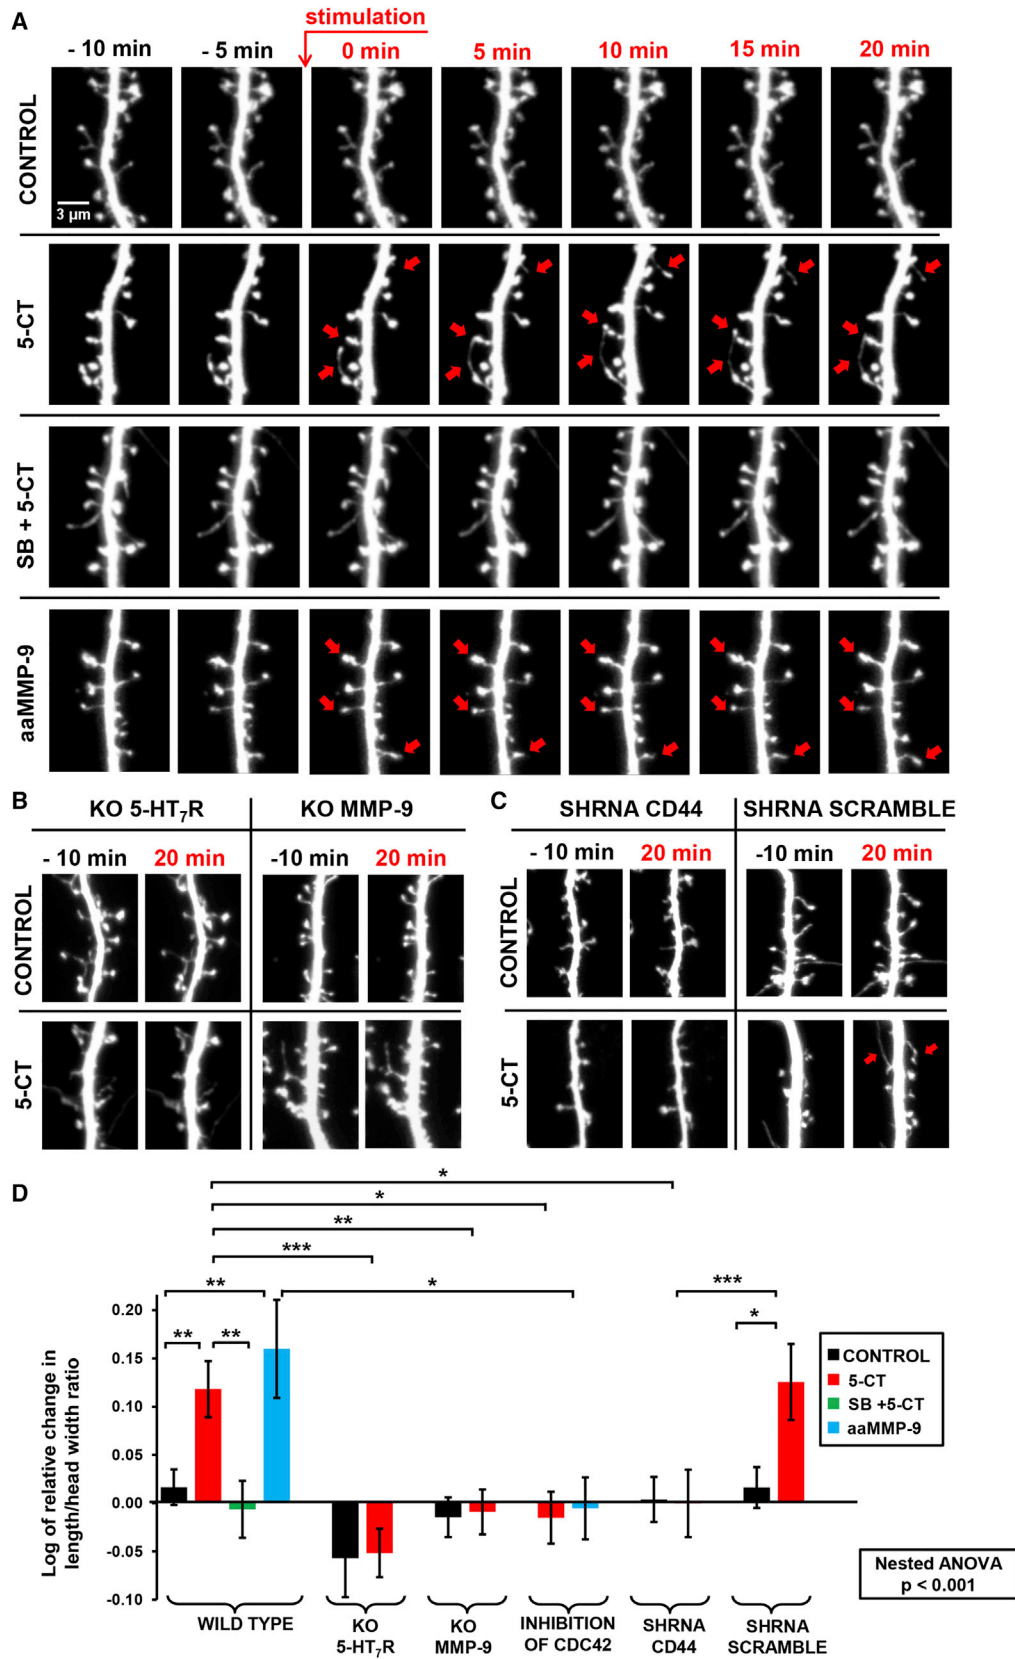 A
stimulation
- 10 min - 5 min 0 min 5 min 10 min 15 min 20 min
CONTROL
3 µm
5-CT
SB + 5-CT
aaMMP-9
B
KO 5-HT₇R KO MMP-9
- 10 min 20 min -10 min 20 min
CONTROL
5-CT
C
SHRNA CD44 SHRNA SCRAMBLE
- 10 min 20 min -10 min 20 min
CONTROL
5-CT
D
*
*
**
***
** * ***
** ** *
Log of relative change in
length/head width ratio
0.20
0.15
0.10
0.05
0.00
-0.05
-0.10
CONTROL
5-CT
SB +5-CT
aaMMP-9
Nested ANOVA
p < 0.001
WILD TYPE
KO
5-HT₇R
KO
MMP-9
INHIBITION
OF CDC42
SHRNA
CD44
SHRNA
SCRAMBLE